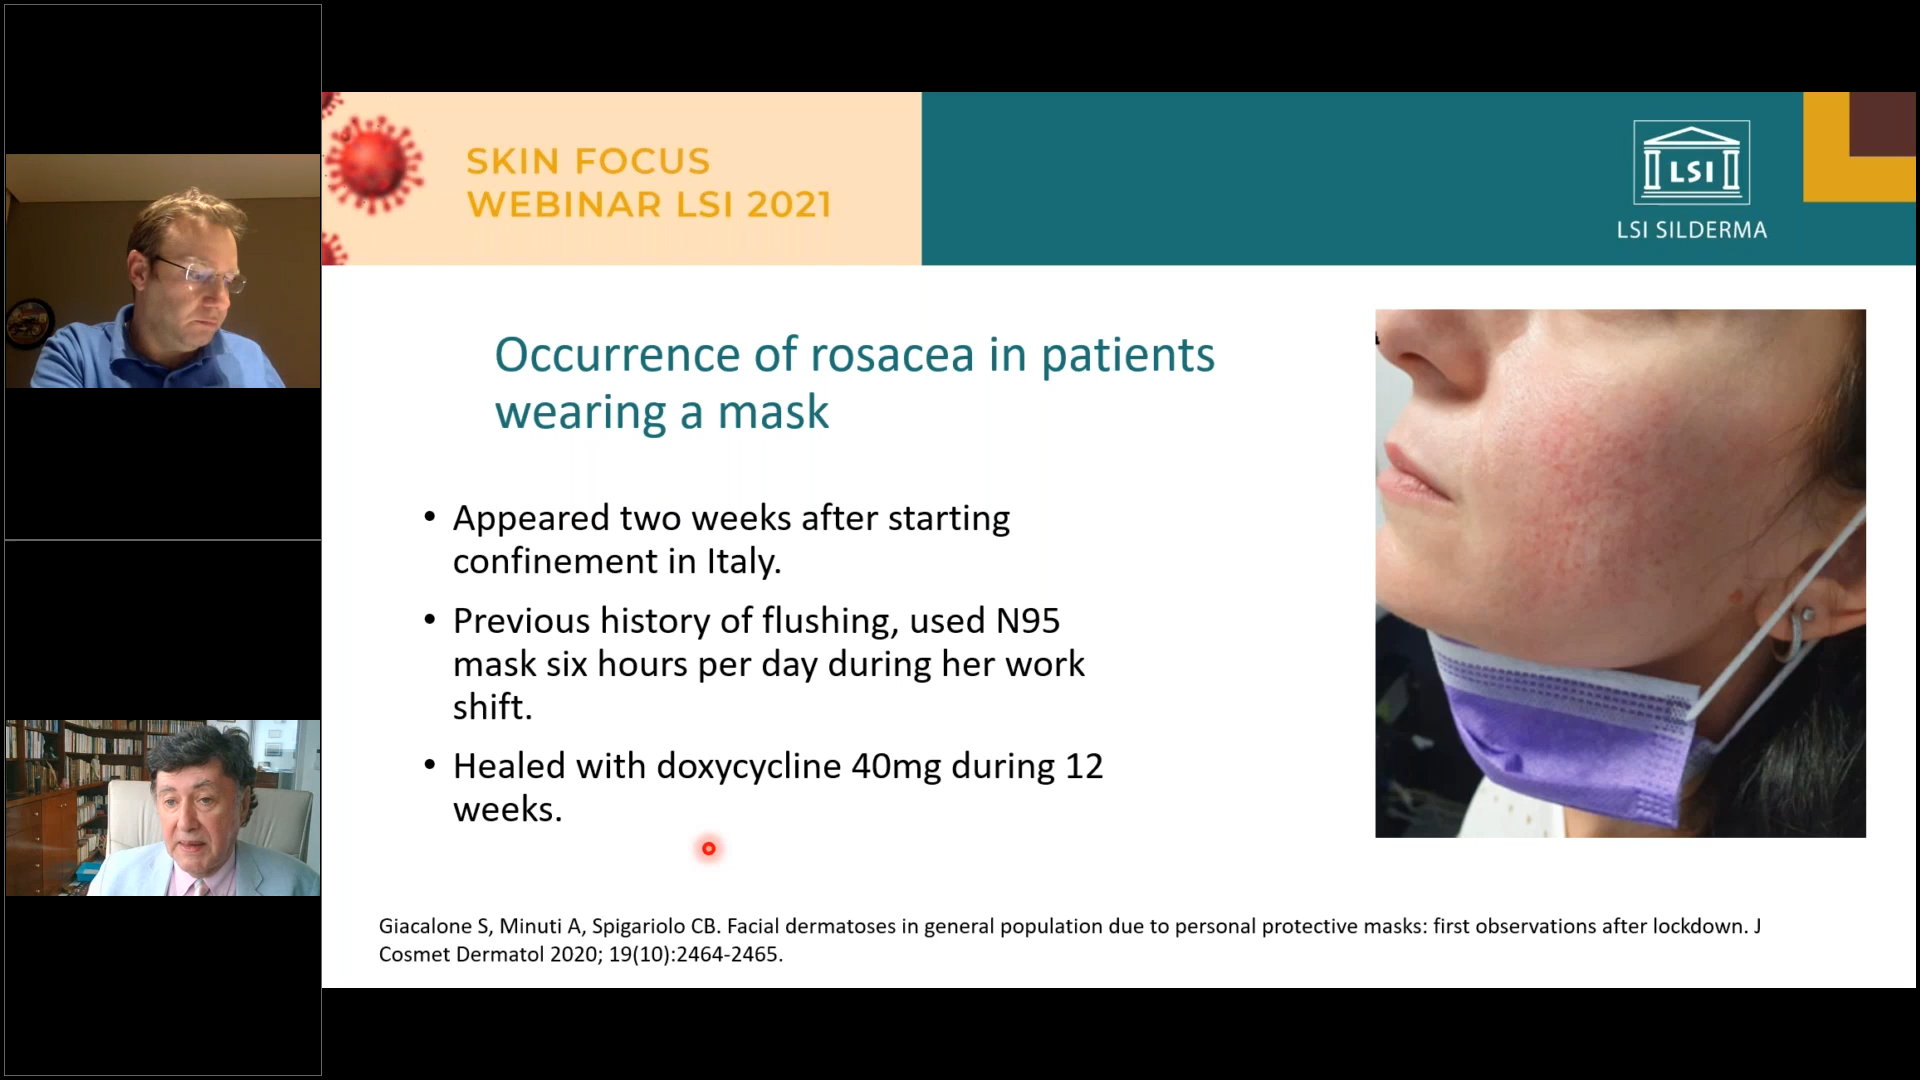 SKIN FOCUS
WEBINAR LSI 2021
LSI
LSI SILDERMA
Occurrence of rosacea in patients
wearing a mask
• Appeared two weeks after starting
confinement in Italy.
• Previous history of flushing, used N95
mask six hours per day during her work
shift.
• Healed with doxycycline 40mg during 12
weeks.
Giacalone S, Minuti A, Spigariolo CB. Facial dermatoses in general population due to personal protective masks: first observations after lockdown. J
Cosmet Dermatol 2020; 19(10):2464-2465.